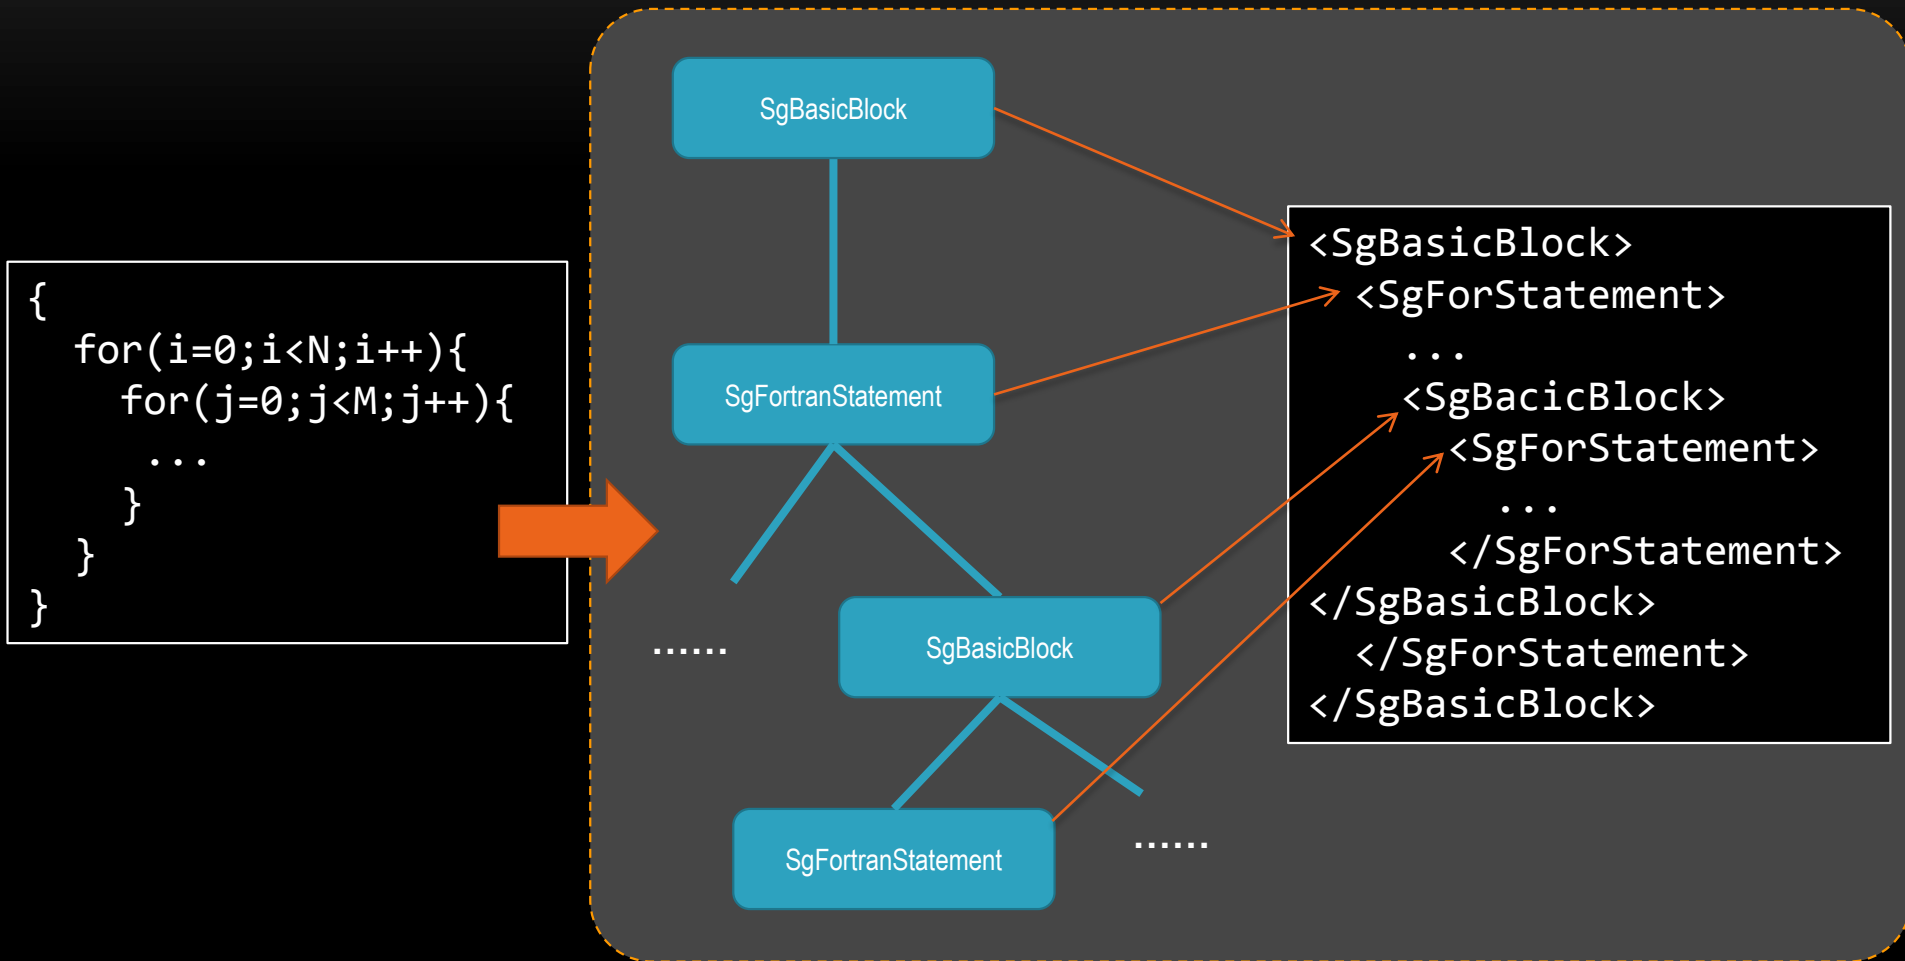 {
  for(i=0;i<N;i++){
    for(j=0;j<M;j++){
     ...
    }
  }
}
SgBasicBlock
SgFortranStatement
......
SgBasicBlock
SgFortranStatement
......
<SgBasicBlock>
  <SgForStatement>
    ...
    <SgBacicBlock>
      <SgForStatement>
        ...
      </SgForStatement>
</SgBasicBlock>
  </SgForStatement>
</SgBasicBlock>